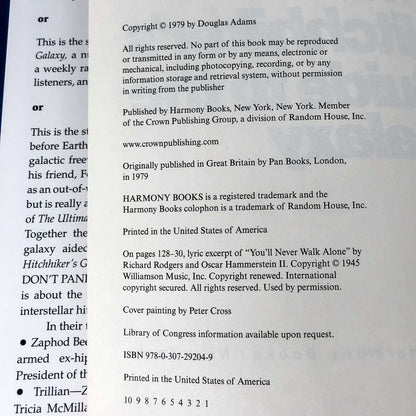 or
This is the s
Galaxy, a nu
a weekly ra
listeners, an
or
This is the st
before Earth
galactic free
his friend, Fo
as an out-of-w
but is really a
of The Ultima
Together the
galaxy aided
Hitchhiker's G
DON'T PANI
is about the
interstellar hi
In their
• Zaphod Bee
armed ex-hip
President of th
• Trillian—Z
Tricia McMilla
Copyright © 1979 by Douglas Adams
All rights reserved. No part of this book may be reproduced
or transmitted in any form or by any means, electronic or
mechanical, including photocopying, recording, or by any
information storage and retrieval system, without permission
in writing from the publisher
Published by Harmony Books, New York, New York. Member
of the Crown Publishing Group, a division of Random House, Inc.
www.crownpublishing.com
Originally published in Great Britain by Pan Books, London,
in 1979
HARMONY BOOKS is a registered trademark and the
Harmony Books colophon is a trademark of Random House, Inc.
Printed in the United States of America
On pages 128-30, lyric excerpt of "You'll Never Walk Alone" by
Richard Rodgers and Oscar Hammerstein II. Copyright © 1945
Williamson Music, Inc. Copyright renewed. International
copyright secured. All rights reserved. Used by permission.
Cover painting by Peter Cross
Library of Congress information available upon request.
ISBN 978-0-307-29204-9
Printed in the United States of America
10 9 8 7 6 5 4 3 2 1